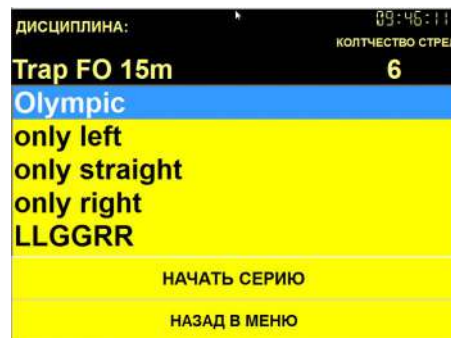 ДИСЦИПЛИНА:
09:46:11
КОЛТЧЕСТВО СТРЕЛ
Trap FO 15m
6
Olympic
only left
only straight
only right
LLGGRR
НАЧАТЬ СЕРИЮ
НАЗАД В МЕНЮ